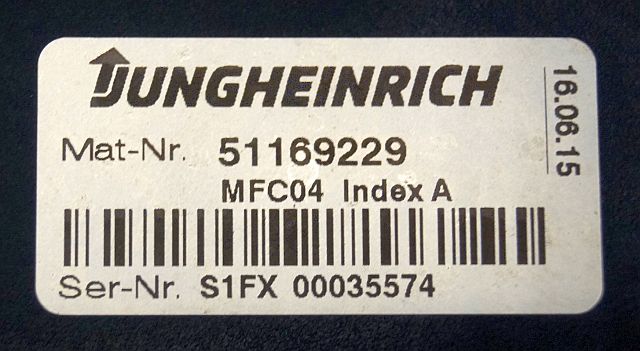 JUNGHEINRICH
Mat-Nr. 51169229
MFC04 Index A
Ser-Nr. S1FX 00035574
16.06.15